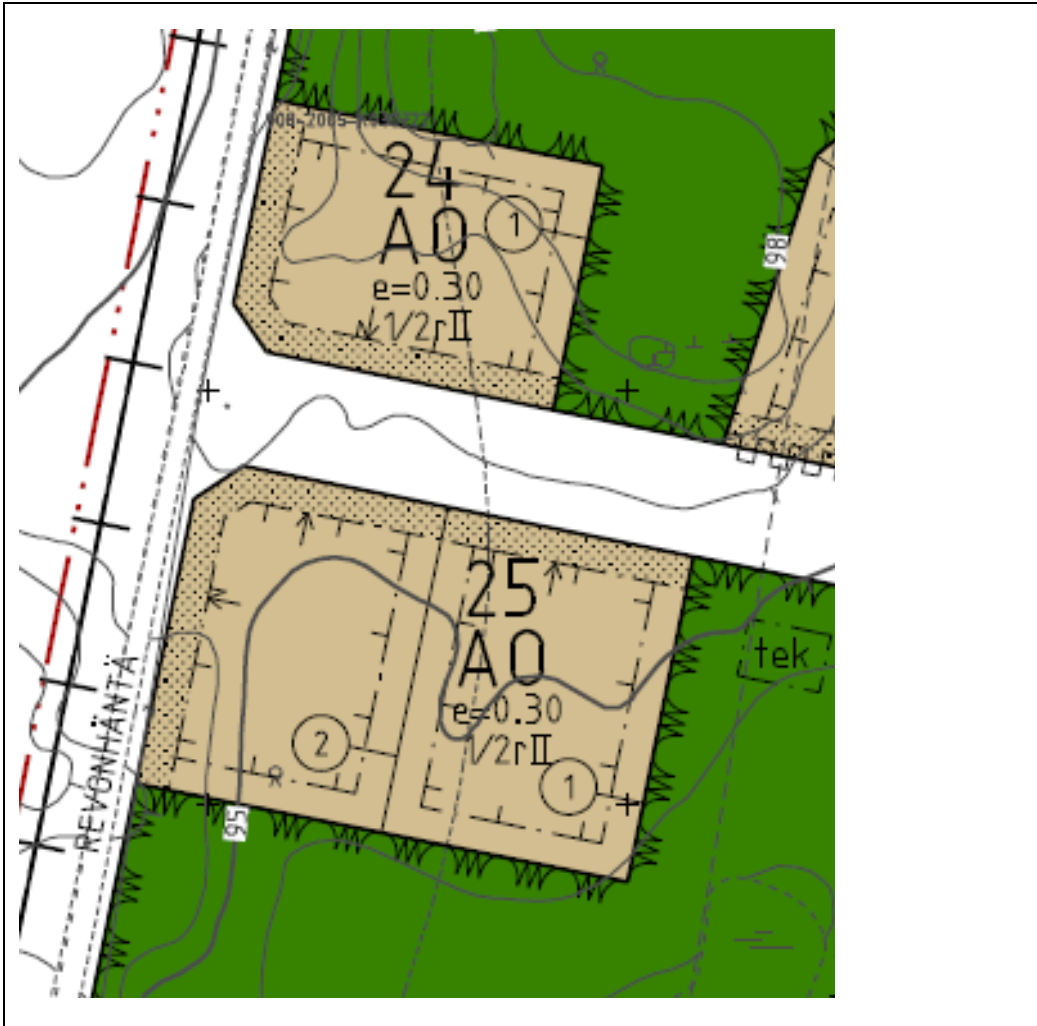 24
AO
1
e=0.30
1/2rII
98
25
AO
e=0.30
1/2rII
2
1
tek
REVONHÄNTÄ
95